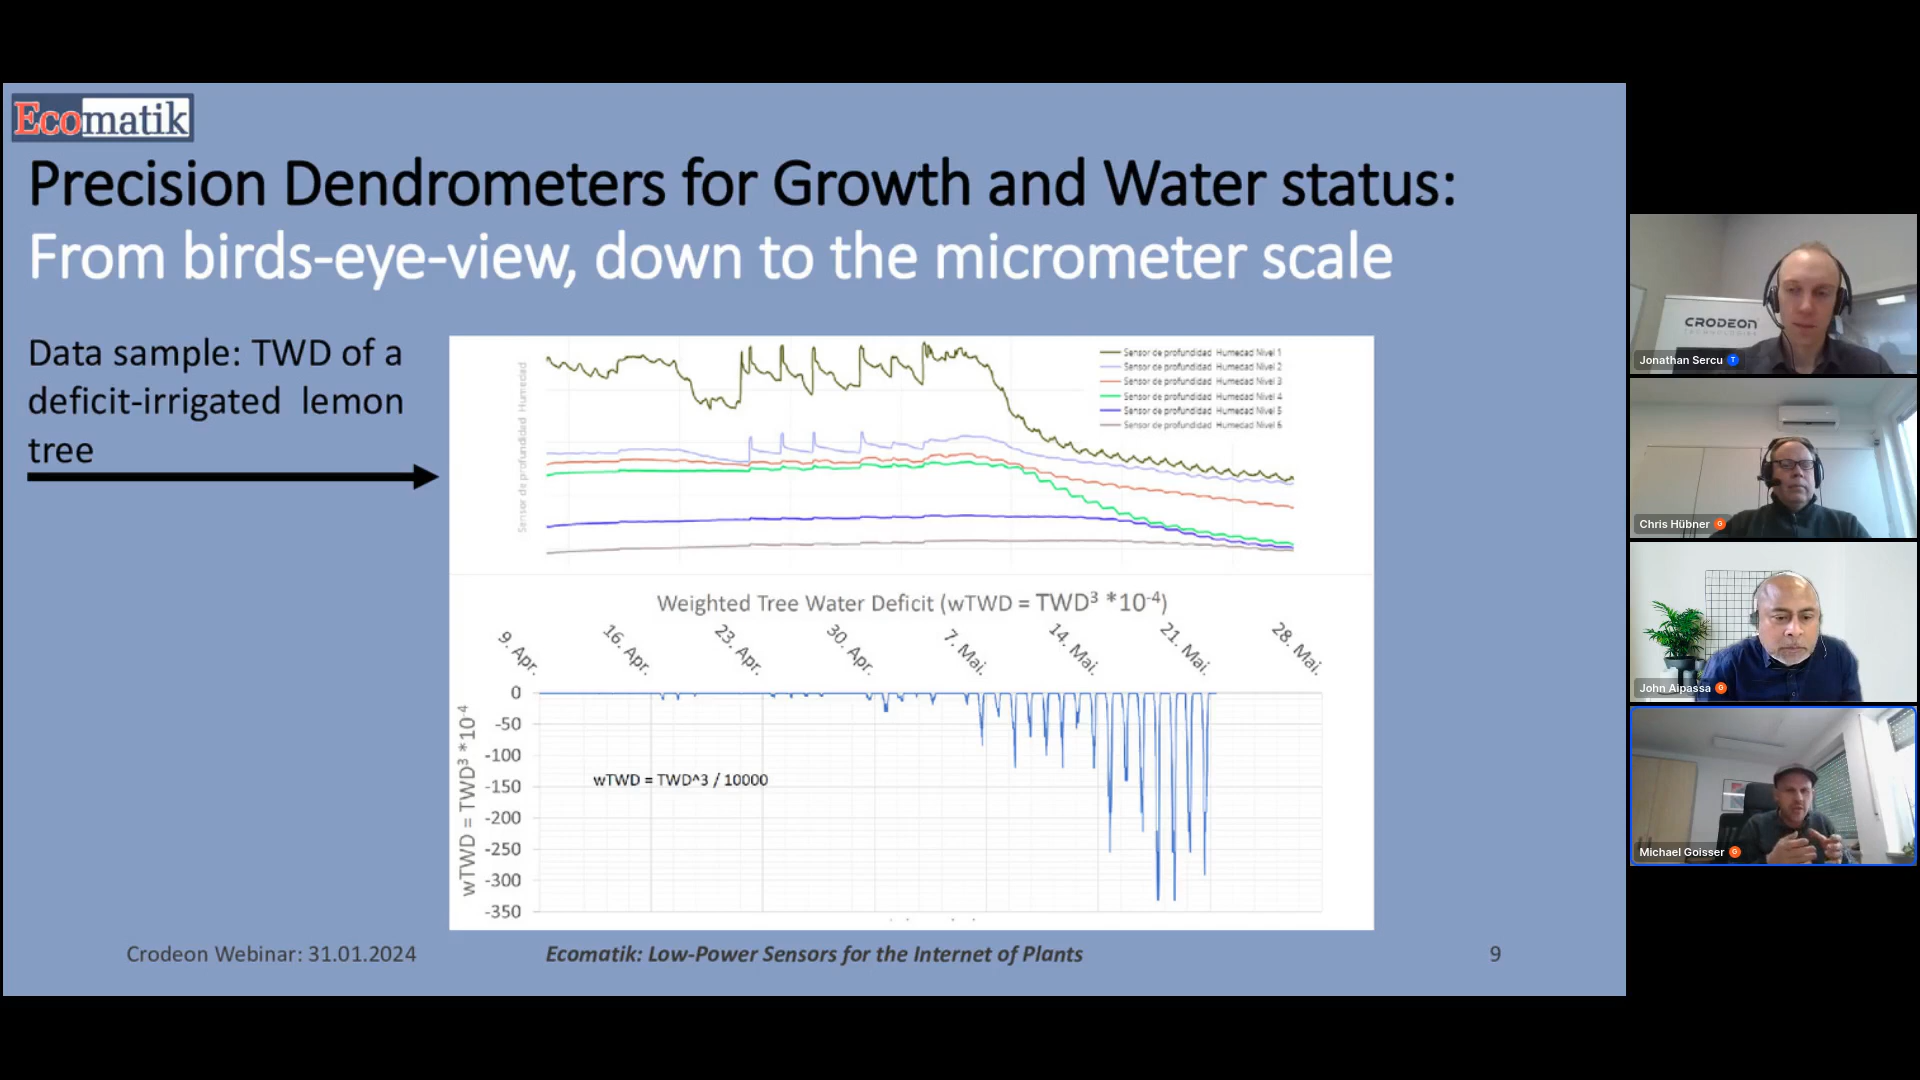 Ecomatik
Precision Dendrometers for Growth and Water status:
From birds-eye-view, down to the micrometer scale
Data sample: TWD of a
deficit-irrigated lemon
tree
Sensor de profundidad Humedad
Sensor de profundidad Humedad Nivel 1
Sensor de profundidad Humedad Nivel 2
Sensor de profundidad Humedad Nivel 3
Sensor de profundidad Humedad Nivel 4
Sensor de profundidad Humedad Nivel 5
Sensor de profundidad Humedad Nivel 6
Weighted Tree Water Deficit (wTWD = TWD³ *10⁻⁴)
9. Apr. 16. Apr. 23. Apr. 30. Apr. 7. Mai. 14. Mai. 21. Mai. 28. Mai.
wTWD = TWD³ *10⁻⁴
0
-50
-100
-150
-200
-250
-300
-350
wTWD = TWD^3 / 10000
Crodeon Webinar: 31.01.2024
Ecomatik: Low-Power Sensors for the Internet of Plants
9
CRODEON
TECHNOLOGIES
Jonathan Sercu T
Chris Hübner G
John Aipassa G
Michael Goisser G